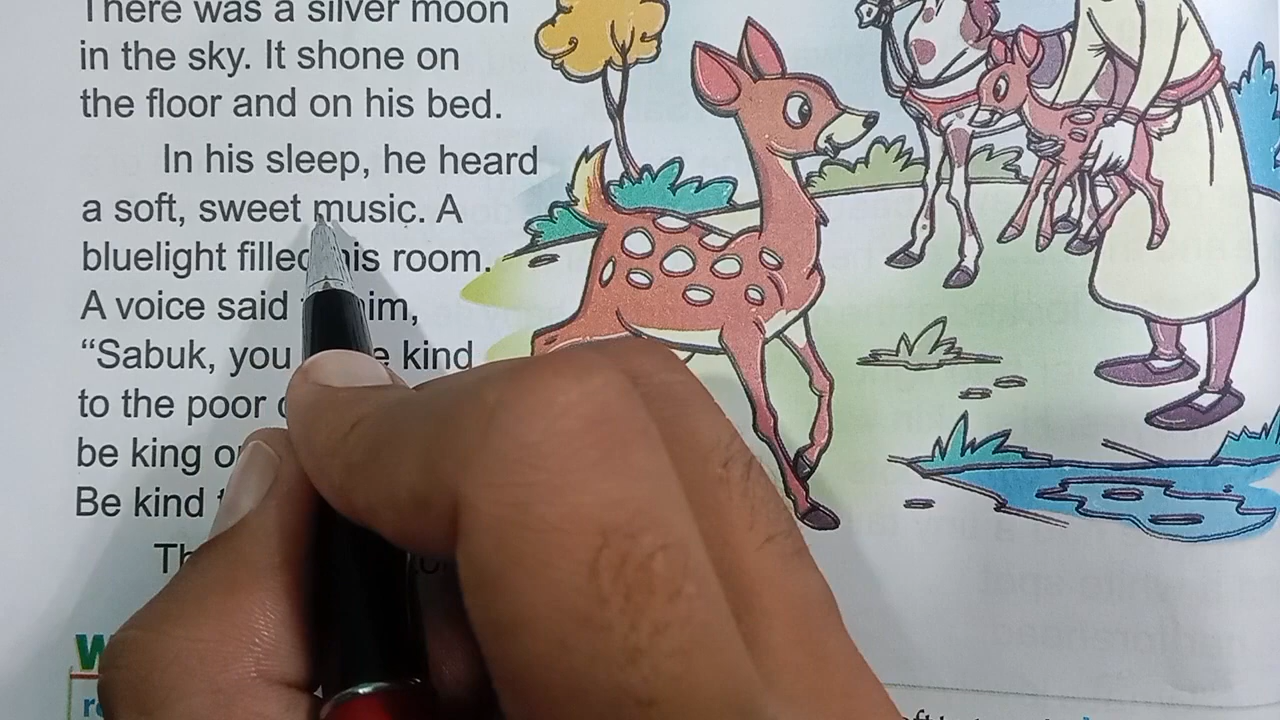 There was a silver moon
in the sky. It shone on
the floor and on his bed.
In his sleep, he heard
a soft, sweet music. A
bluelight filled his room.
A voice said him,
“Sabuk, you kind
to the poor
be king
Be kind